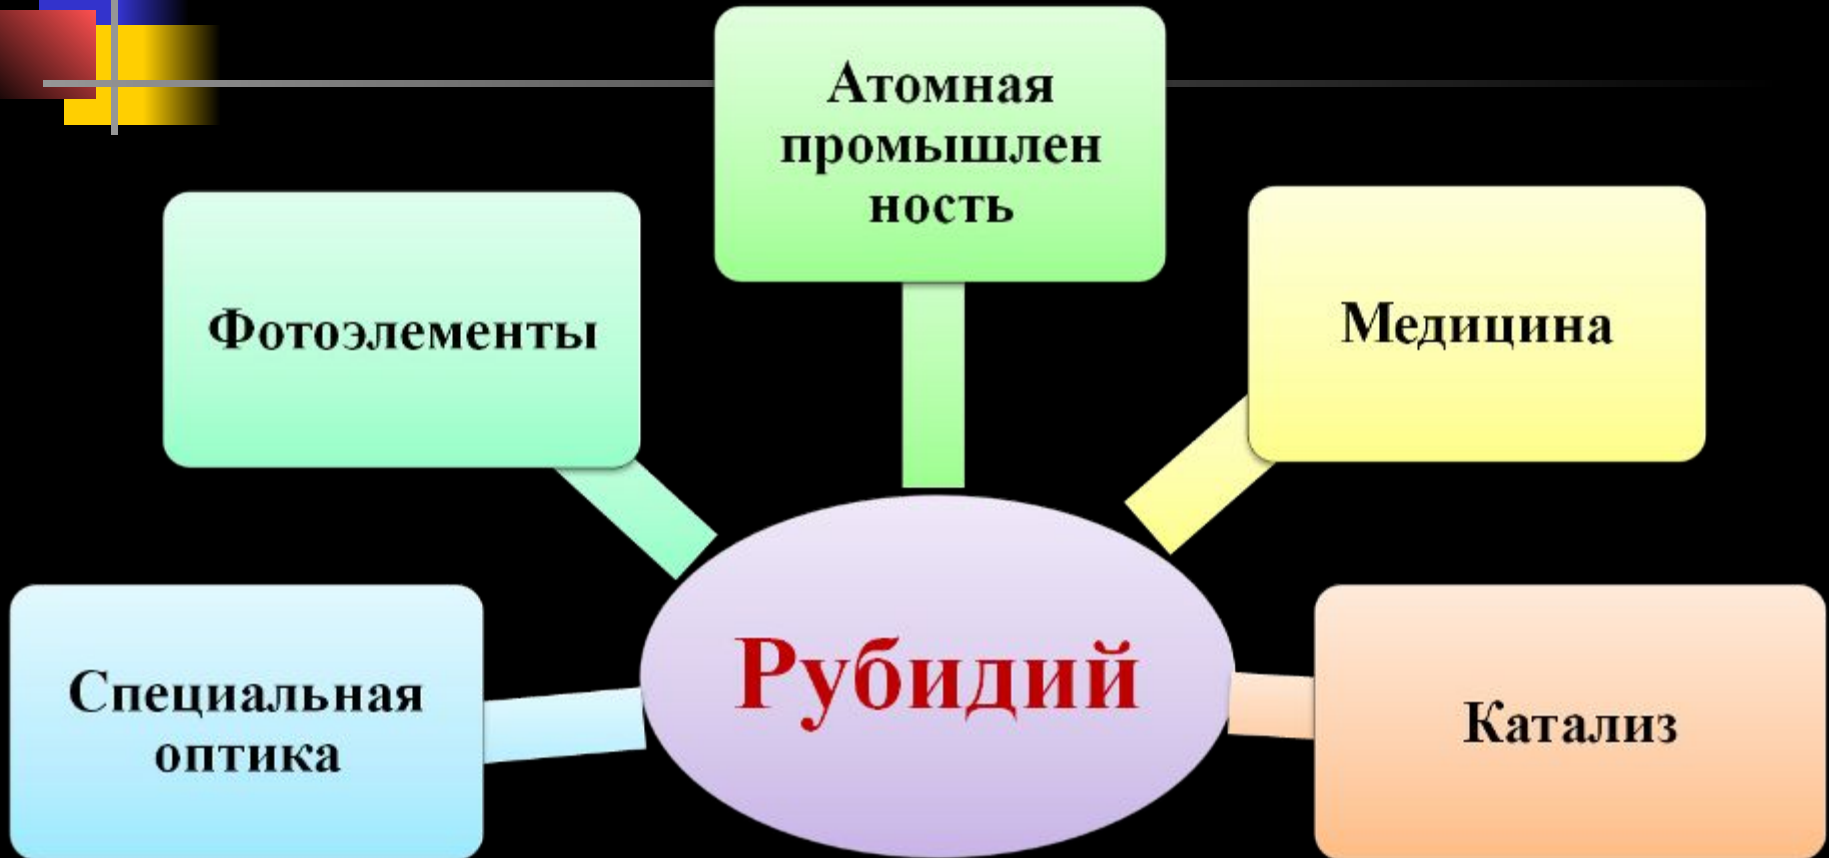 Атомная
промышлен
ность
Фотоэлементы
Медицина
Специальная
оптика
Рубидий
Катализ